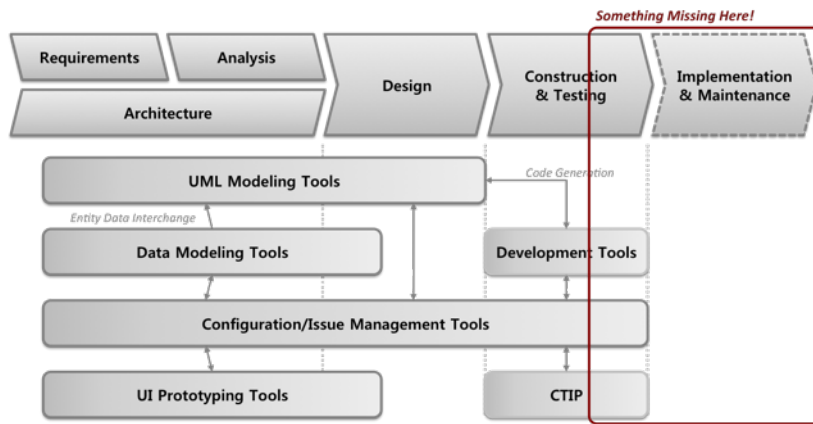 Something Missing Here!
Requirements
Analysis
Architecture
Design
Construction
& Testing
Implementation
& Maintenance
UML Modeling Tools
Code Generation
Entity Data Interchange
Data Modeling Tools
Development Tools
Configuration/Issue Management Tools
UI Prototyping Tools
CTIP